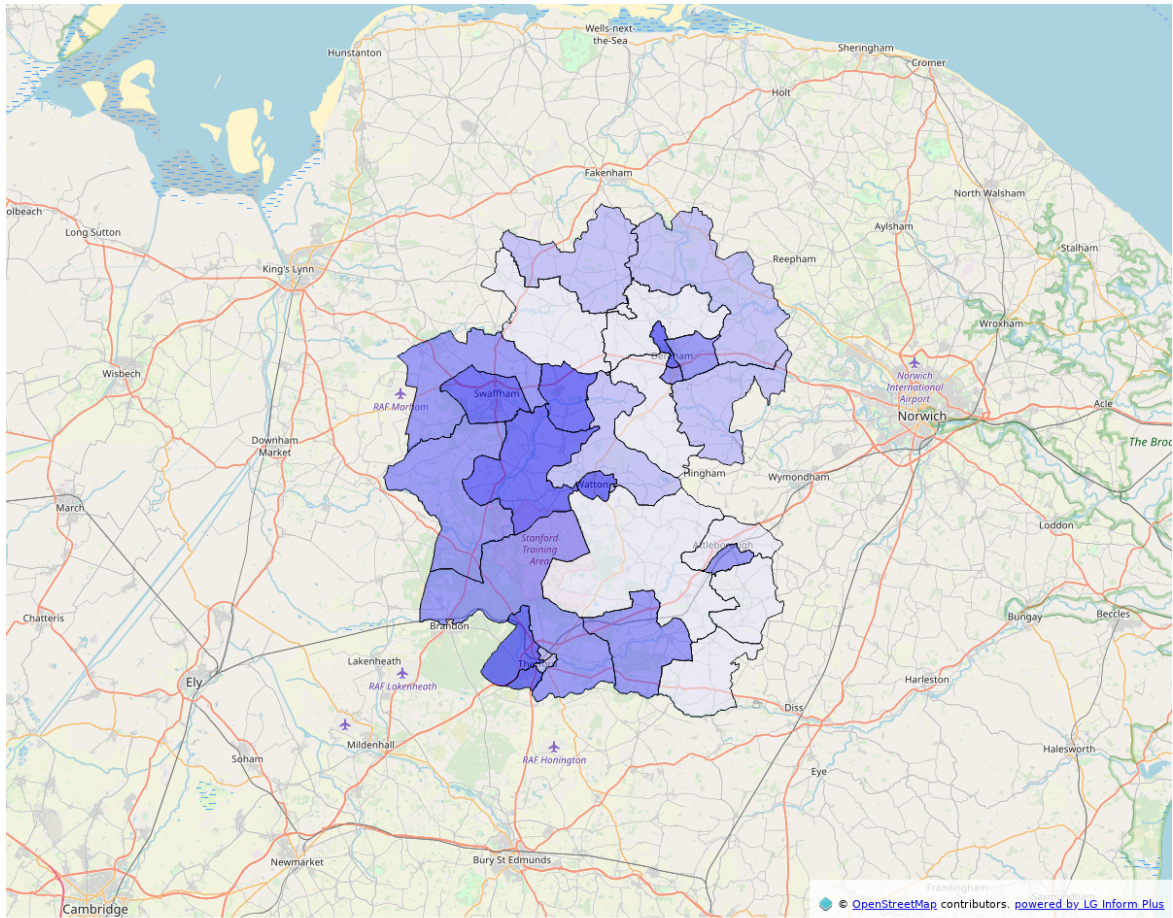 Wells-next-
the-Sea
Hunstanton
Sheringham
Cromer
Holt
Fakenham
North Walsham
olbeach
Aylsham
Long Sutton
Stalham
Reepham
King's Lynn
Wroxham
Dereham
Wisbech
Norwich
International
Airport
Swaffham
RAF Marham
Acle
Norwich
Downham
Market
The Broa
Hingham
Wymondham
Watton
March
Loddon
Stanford
Training
Area
Attleborough
Chatteris
Brandon
Bungay
Beccles
Lakenheath
Thetford
Ely
RAF Lakenheath
Harleston
Diss
Mildenhall
RAF Honington
Halesworth
Soham
Eye
Newmarket
Bury St Edmunds
Framlingham
Saxmundham
Cambridge
© OpenStreetMap contributors. powered by LG Inform Plus